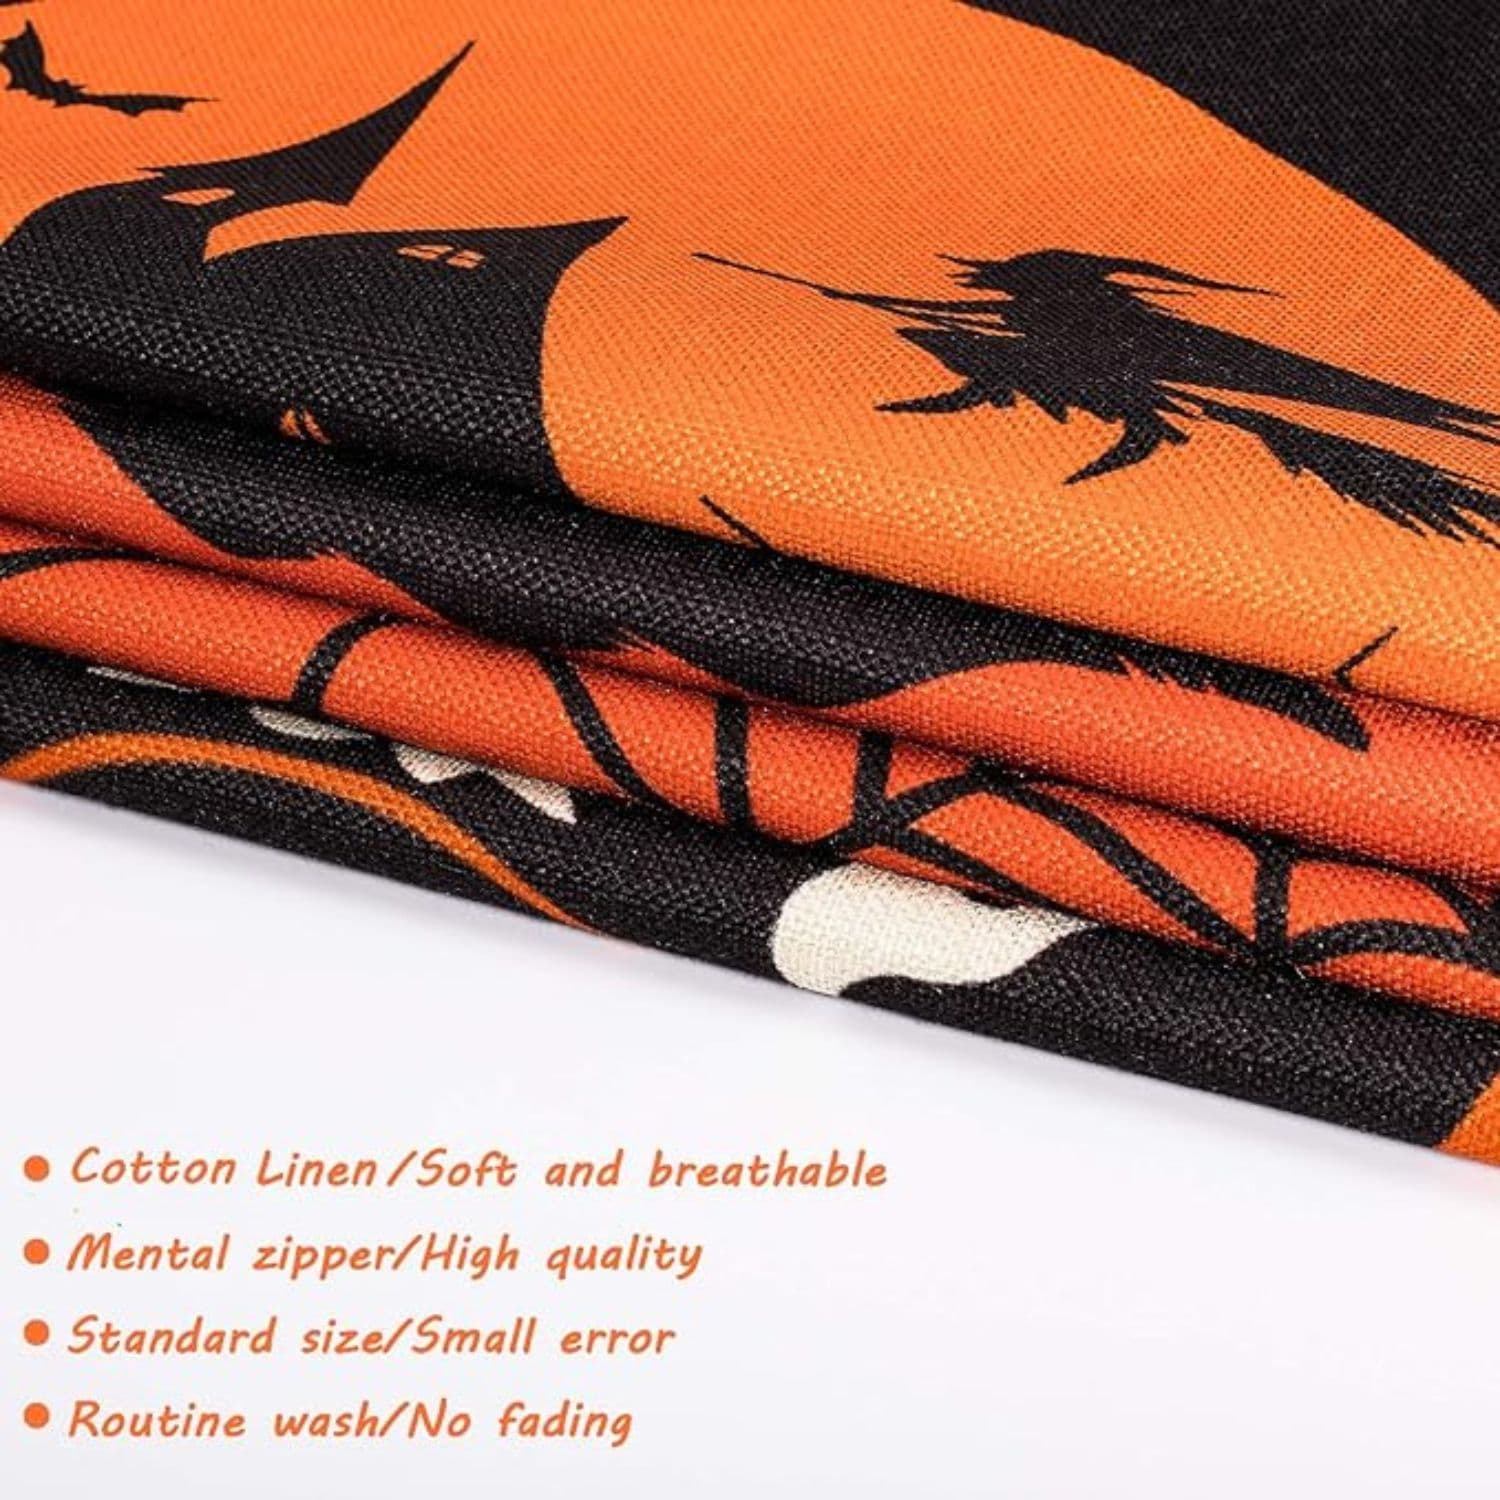 Cotton Linen/Soft and breathable
Mental zipper/High quality
Standard size/Small error
Routine wash/No fading